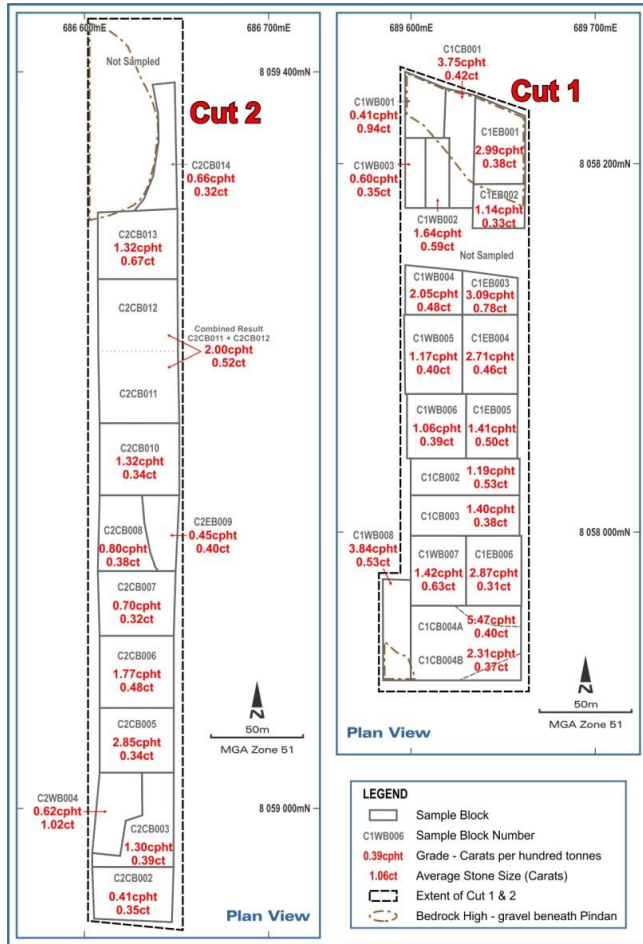 686 600mE
686 700mE
Not Sampled
8 059 400mN
Cut 2
C2CB014
0.66cpht
0.32ct
C2CB013
1.32cpht
0.67ct
C2CB012
Combined Result
C2CB011 + C2CB012
2.00cpht
0.52ct
C2CB011
C2CB010
1.32cpht
0.34ct
C2EB009
0.45cpht
0.40ct
C2CB008
0.80cpht
0.38ct
C2CB007
0.70cpht
0.32ct
C2CB006
1.77cpht
0.48ct
N
50m
MGA Zone 51
C2CB005
2.85cpht
0.34ct
C2WB004
0.62cpht
1.02ct
8 059 000mN
C2CB003
1.30cpht
0.39ct
C2CB002
0.41cpht
0.35ct
Plan View
689 600mE
689 700mE
C1CB001
3.75cpht
0.42ct
Cut 1
C1WB001
0.41cpht
0.94ct
C1EB001
2.99cpht
0.38ct
C1WB003
0.60cpht
0.35ct
8 058 200mN
C1EB002
1.14cpht
0.33ct
C1WB002
1.64cpht
0.59ct
Not Sampled
C1WB004
2.05cpht
0.48ct
C1EB003
3.09cpht
0.78ct
C1WB005
1.17cpht
0.40ct
C1EB004
2.71cpht
0.46ct
C1WB006
1.06cpht
0.39ct
C1EB005
1.41cpht
0.50ct
C1CB002
1.19cpht
0.53ct
C1CB003
1.40cpht
0.38ct
8 058 000mN
C1WB008
3.84cpht
0.53ct
C1WB007
1.42cpht
0.63ct
C1EB006
2.87cpht
0.31ct
C1CB004A
5.47cpht
0.40ct
C1CB004B
2.31cpht
0.37ct
N
50m
MGA Zone 51
Plan View
LEGEND
Sample Block
C1WB006 Sample Block Number
0.39cpht Grade - Carats per hundred tonnes
1.06ct Average Stone Size (Carats)
Extent of Cut 1 & 2
Bedrock High - gravel beneath Pindan